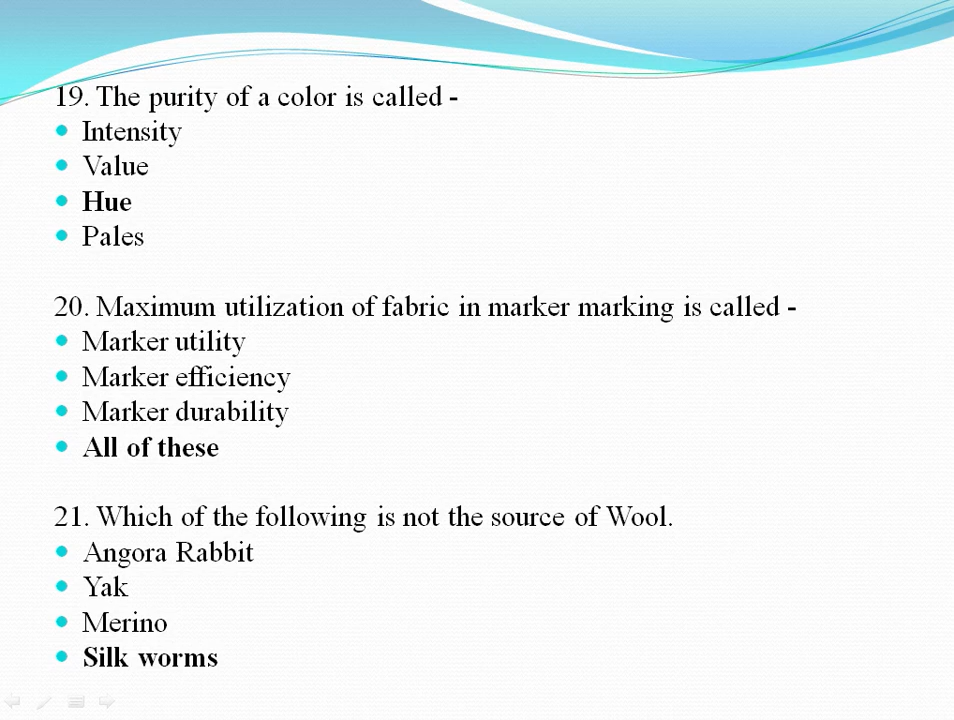 19. The purity of a color is called -
Intensity
Value
Hue
Pales
20. Maximum utilization of fabric in marker marking is called -
Marker utility
Marker efficiency
Marker durability
All of these
21. Which of the following is not the source of Wool.
Angora Rabbit
Yak
Merino
Silk worms